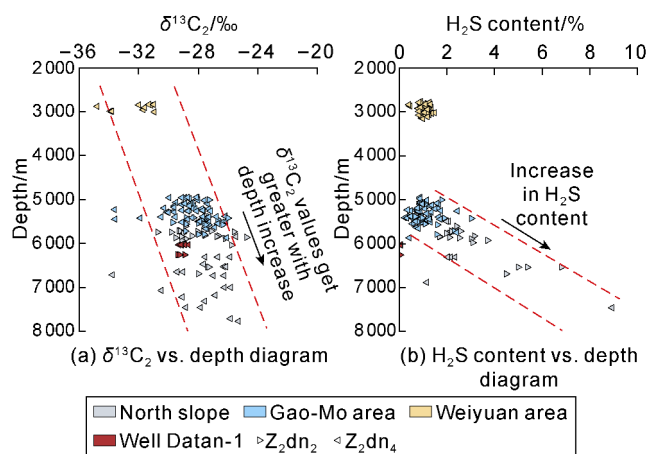 δ¹³C₂/‰
−36 −32 −28 −24 −20
2 000
3 000
4 000
5 000
6 000
7 000
8 000
Depth/m
δ¹³C₂ values get
greater with
depth increase
(a) δ¹³C₂ vs. depth diagram
H₂S content/%
0 2 4 6 8 10
2 000
3 000
4 000
5 000
6 000
7 000
8 000
Depth/m
Increase
in H₂S
content
(b) H₂S content vs. depth
diagram
North slope Gao-Mo area Weiyuan area
Well Datan-1 Z₂dn₂ Z₂dn₄